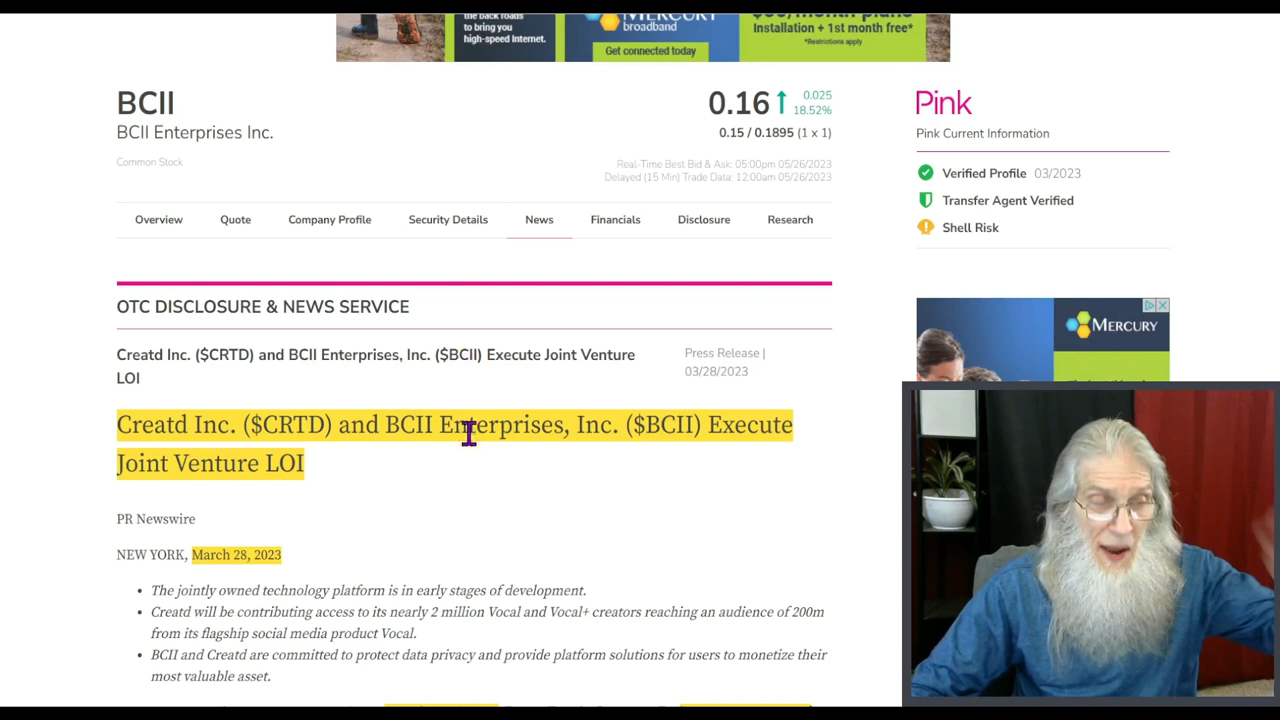 the back roads
to bring you
high-speed Internet.
MERCURY
broadband
Get connected today
Installation + 1st month free*
*Restrictions apply
BCII
BCII Enterprises Inc.
Common Stock
0.16
0.025
18.52%
0.15 / 0.1895 (1 x 1)
Real-Time Best Bid & Ask: 05:00pm 05/26/2023
Delayed (15 Min) Trade Data: 12:00am 05/26/2023
Pink
Pink Current Information
Verified Profile 03/2023
Transfer Agent Verified
Shell Risk
Overview Quote Company Profile Security Details News Financials Disclosure Research
OTC DISCLOSURE & NEWS SERVICE
Creatd Inc. ($CRTD) and BCII Enterprises, Inc. ($BCII) Execute Joint Venture
LOI
Press Release |
03/28/2023
MERCURY
Creatd Inc. ($CRTD) and BCII Enterprises, Inc. ($BCII) Execute
Joint Venture LOI
PR Newswire
NEW YORK, March 28, 2023
• The jointly owned technology platform is in early stages of development.
• Creatd will be contributing access to its nearly 2 million Vocal and Vocal+ creators reaching an audience of 200m
from its flagship social media product Vocal.
• BCII and Creatd are committed to protect data privacy and provide platform solutions for users to monetize their
most valuable asset.